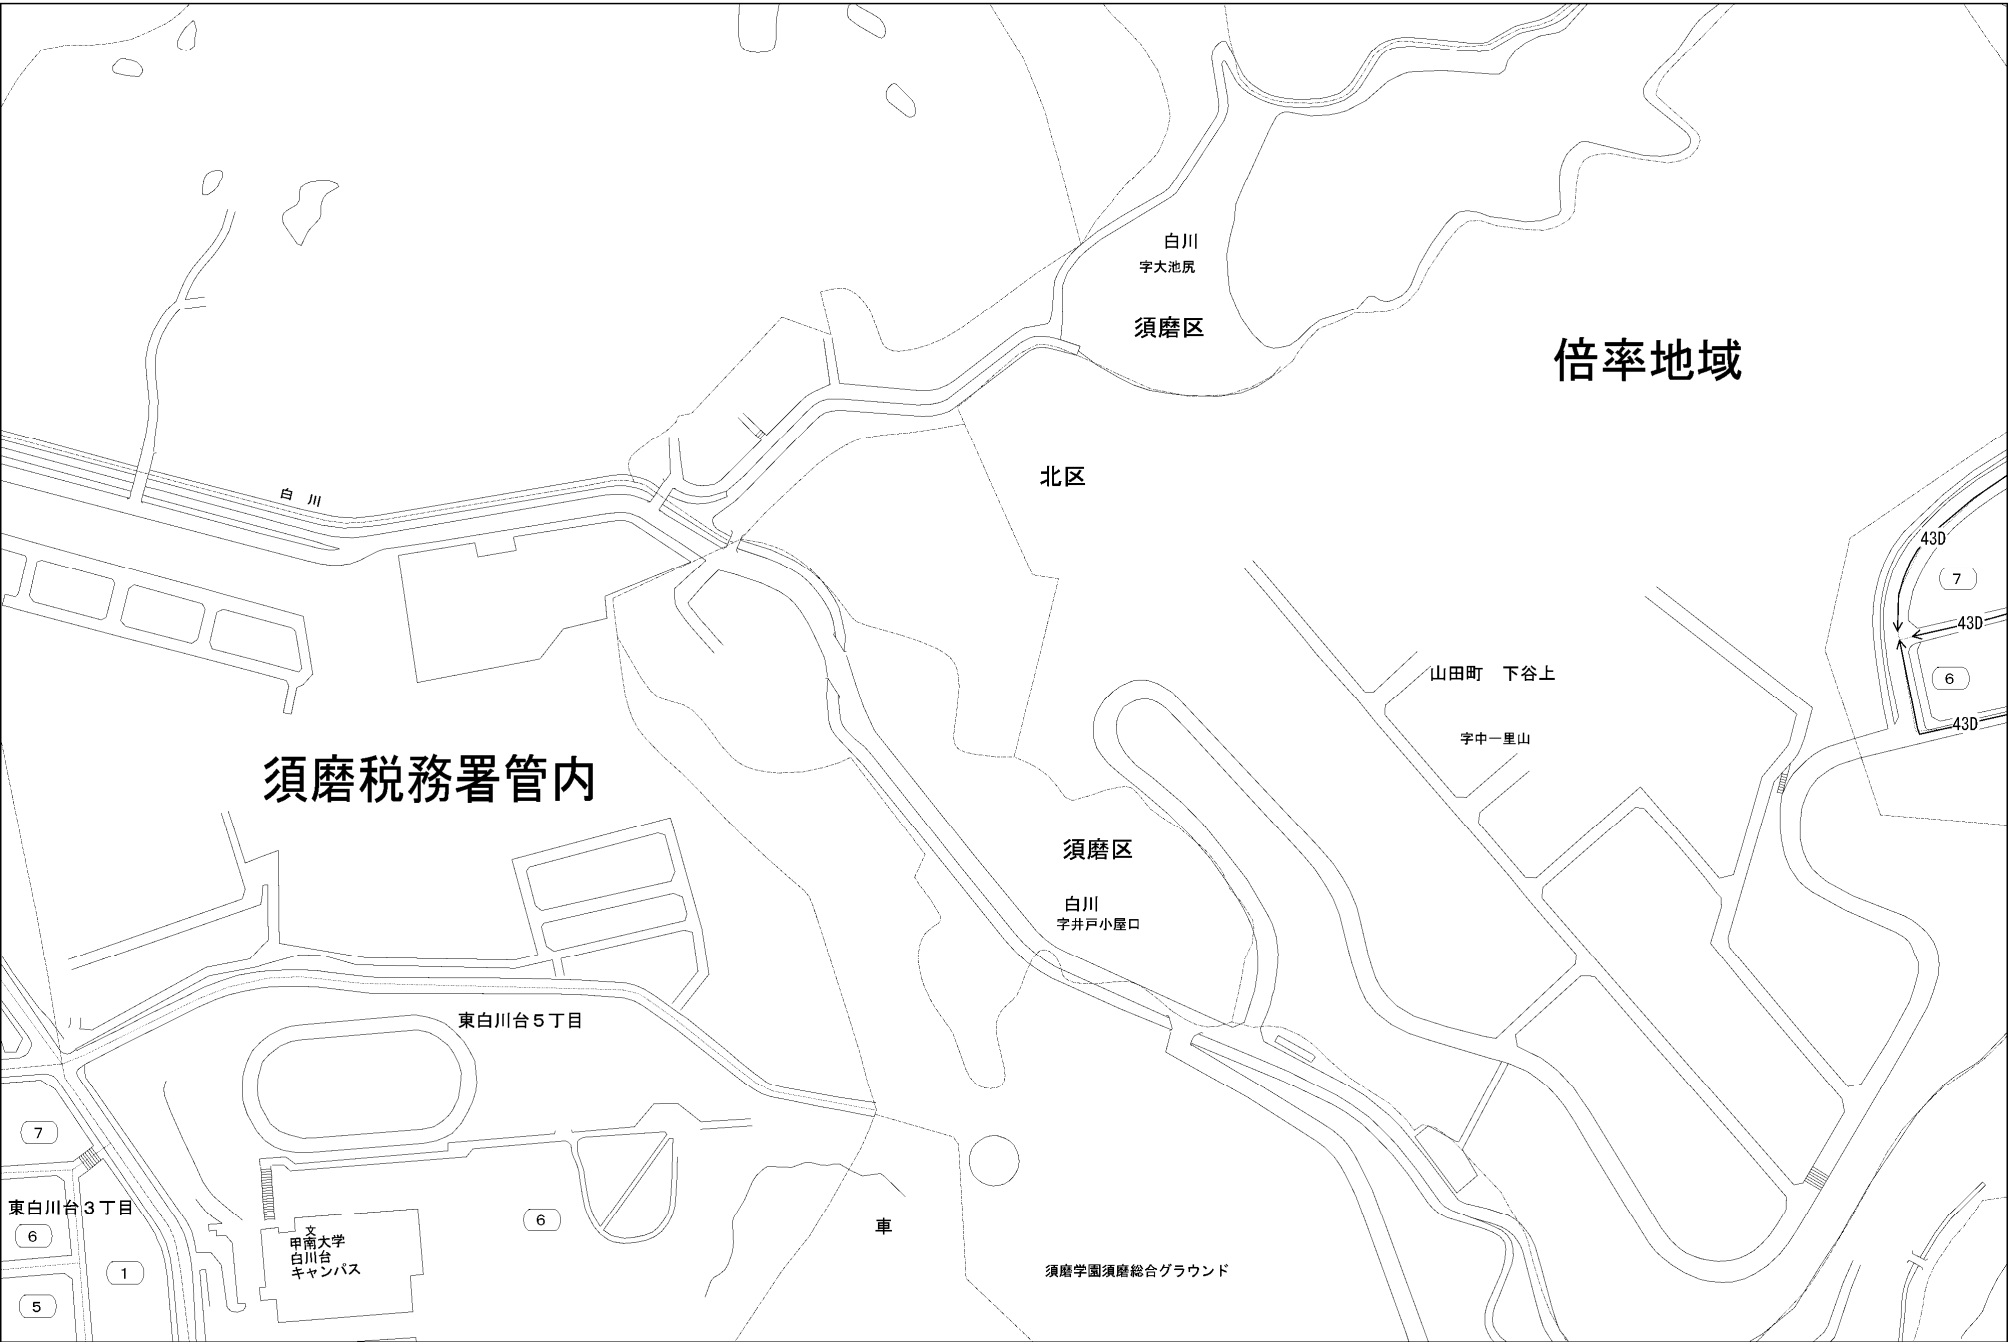 白川
字大池尻
須磨区
倍率地域
北区
白 川
43D
7
43D
山田町　下谷上
6
43D
字中一里山
須磨税務署管内
須磨区
白川
字井戸小屋口
東白川台５丁目
7
東白川台３丁目
6
6
文
甲南大学
白川台
キャンパス
車
1
須磨学園須磨総合グラウンド
5